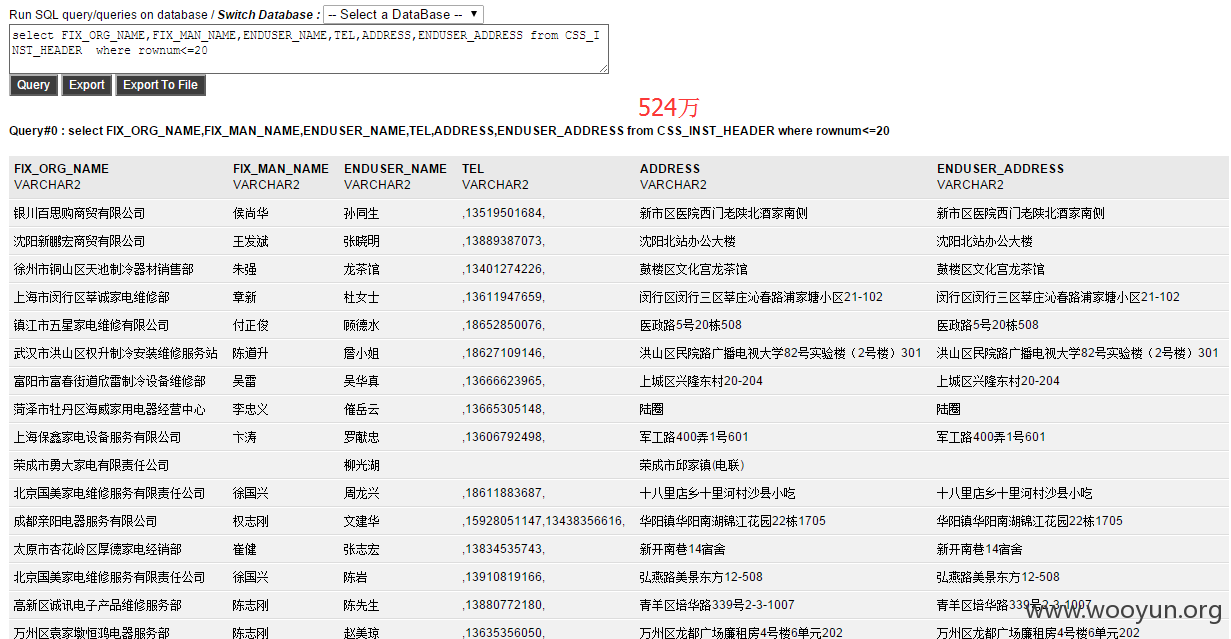 Run SQL query/queries on database / Switch Database : -- Select a DataBase --
select FIX_ORG_NAME,FIX_MAN_NAME,ENDUSER_NAME,TEL,ADDRESS,ENDUSER_ADDRESS from CSS_I
NST_HEADER where rownum<=20
Query Export Export To File
524万
Query#0 : select FIX_ORG_NAME,FIX_MAN_NAME,ENDUSER_NAME,TEL,ADDRESS,ENDUSER_ADDRESS from CSS_INST_HEADER where rownum<=20
FIX_ORG_NAME FIX_MAN_NAME ENDUSER_NAME TEL ADDRESS ENDUSER_ADDRESS
VARCHAR2 VARCHAR2 VARCHAR2 VARCHAR2 VARCHAR2 VARCHAR2
银川百思购商贸有限公司 侯尚华 孙同生 ,13519501684, 新市区医院西门老陕北酒家南侧 新市区医院西门老陕北酒家南侧
沈阳新鹏宏商贸有限公司 王发斌 张晓明 ,13889387073, 沈阳北站办公大楼 沈阳北站办公大楼
徐州市铜山区天池制冷器材销售部 朱强 龙茶馆 ,13401274226, 鼓楼区文化宫龙茶馆 鼓楼区文化宫龙茶馆
上海市闵行区莘诚家电维修部 章新 杜女士 ,13611947659, 闵行区闵行三区莘庄沁春路浦家塘小区21-102 闵行区闵行三区莘庄沁春路浦家塘小区21-102
镇江市五星家电维修有限公司 付正俊 顾德水 ,18652850076, 医政路5号20栋508 医政路5号20栋508
武汉市洪山区权升制冷安装维修服务站 陈道升 詹小姐 ,18627109146, 洪山区民院路广播电视大学82号实验楼（2号楼）301 洪山区民院路广播电视大学82号实验楼（2号楼）301
富阳市富春街道欣雷制冷设备维修部 吴雷 吴华真 ,13666623965, 上城区兴隆东村20-204 上城区兴隆东村20-204
菏泽市牡丹区海威家用电器经营中心 李忠义 催岳云 ,13665305148, 陆圈 陆圈
上海保鑫家电设备服务有限公司 卞涛 罗献忠 ,13606792498, 军工路400弄1号601 军工路400弄1号601
荣成市勇大家电有限责任公司 柳光湖 荣成市邱家镇(电联)
北京国美家电维修服务有限责任公司 徐国兴 周龙兴 ,18611883687, 十八里店乡十里河村沙县小吃 十八里店乡十里河村沙县小吃
成都亲阳电器服务有限公司 权志刚 文建华 ,15928051147,13438356616, 华阳镇华阳南湖锦江花园22栋1705 华阳镇华阳南湖锦江花园22栋1705
太原市杏花岭区厚德家电经销部 崔健 张志宏 ,13834535743, 新开南巷14宿舍 新开南巷14宿舍
北京国美家电维修服务有限责任公司 徐国兴 陈岩 ,13910819166, 弘燕路美景东方12-508 弘燕路美景东方12-508
高新区诚讯电子产品维修服务部 陈志刚 陈先生 ,13880772180, 青羊区培华路339号2-3-1007 青羊区培华路339号2-3-1007
万州区袁家墩恒鸿电器服务部 陈志刚 赵美琼 ,13635356050, 万州区龙都广场廉租房4号楼6单元202 万州区龙都广场廉租房4号楼6单元202
www.wooyun.org